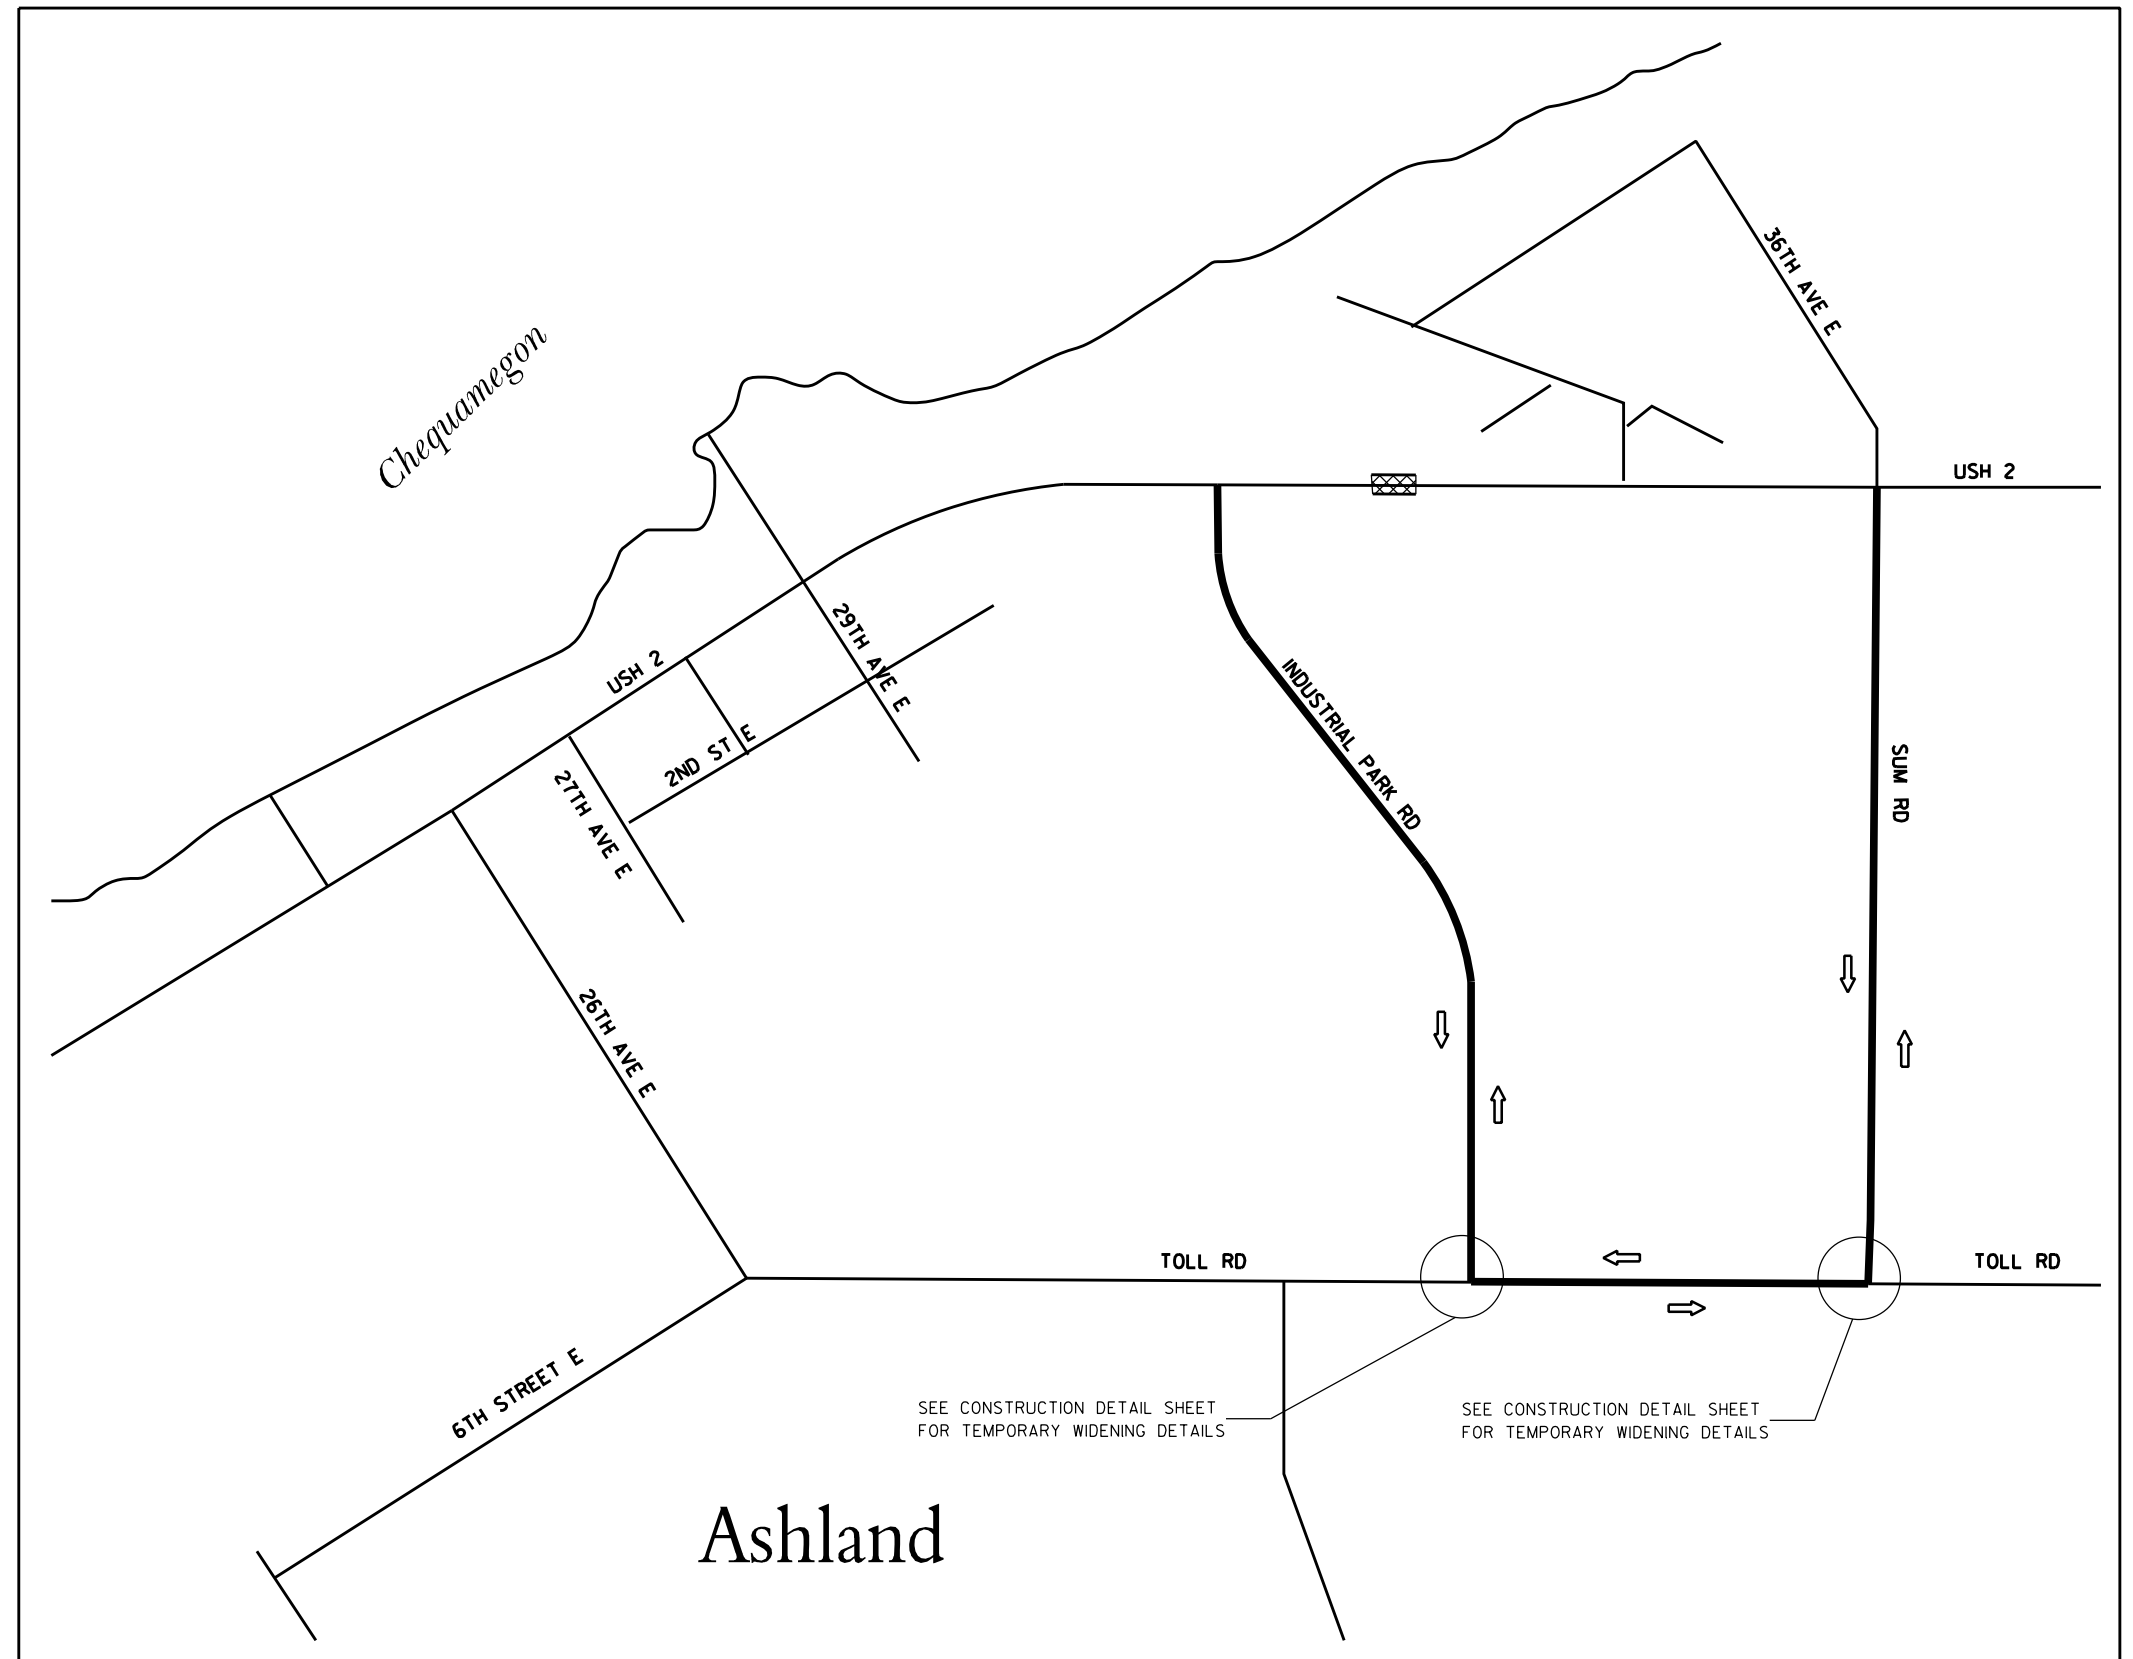 36TH AVE E
Chequamegon
USH 2
29TH AVE E
USH 2
2ND ST E
27TH AVE E
INDUSTRIAL PARK RD
SUM RD
26TH AVE E
TOLL RD
TOLL RD
6TH STREET E
SEE CONSTRUCTION DETAIL SHEET
FOR TEMPORARY WIDENING DETAILS
SEE CONSTRUCTION DETAIL SHEET
FOR TEMPORARY WIDENING DETAILS
Ashland